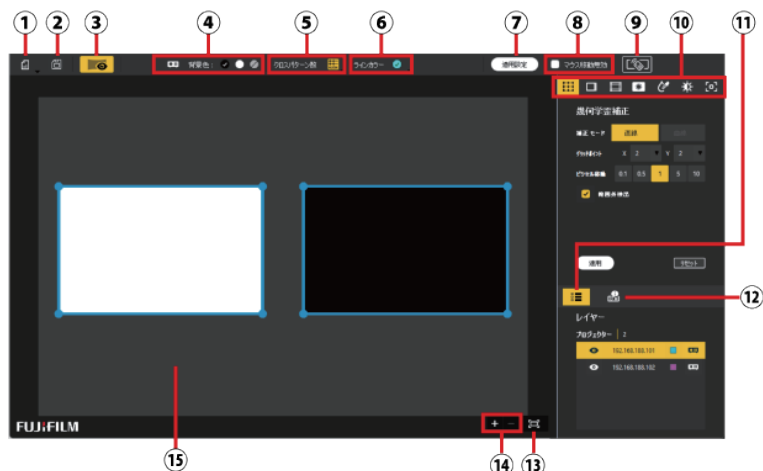 ① ② ③ ④ ⑤ ⑥ ⑦ ⑧ ⑨ ⑩ ⑪
背景色:
クロスパターン数
ラインカラー
適用設定
マウス移動有効
幾何学歪補正
補正 モード 直線
グリッドポイント X 2 Y 2
ピクセル移動 0.1 0.5 1 5 10
適用
リセット
⑫
レイヤー
プロジェクター | 2
192.168.188.101
192.168.188.102
FUJIFILM
+ −
⑮ ⑭ ⑬